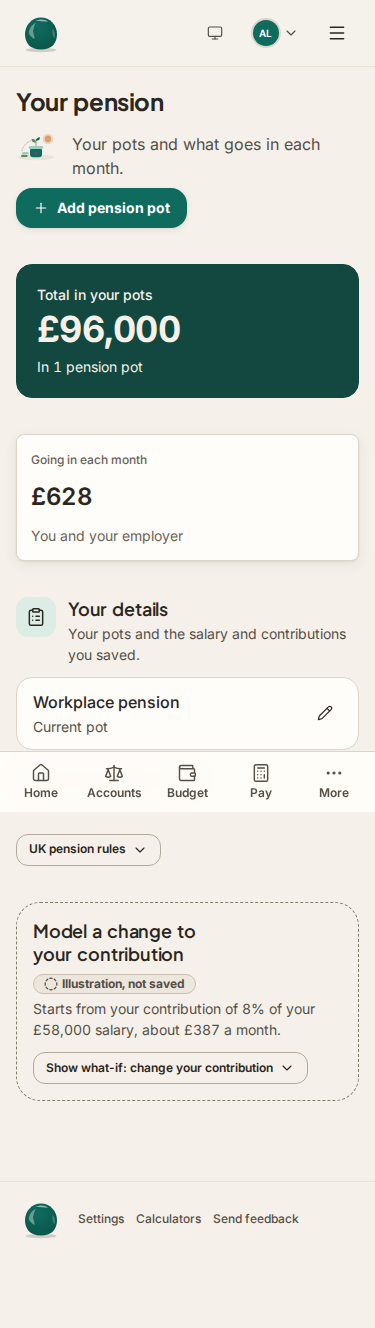 AL
Your pension
Your pots and what goes in each
month.
Add pension pot
Total in your pots
£96,000
In 1 pension pot
Going in each month
£628
You and your employer
Your details
Your pots and the salary and contributions
you saved.
Workplace pension
Current pot
Home Accounts Budget Pay More
UK pension rules
Model a change to
your contribution
Illustration, not saved
Starts from your contribution of 8% of your
£58,000 salary, about £387 a month.
Show what-if: change your contribution
Settings Calculators Send feedback